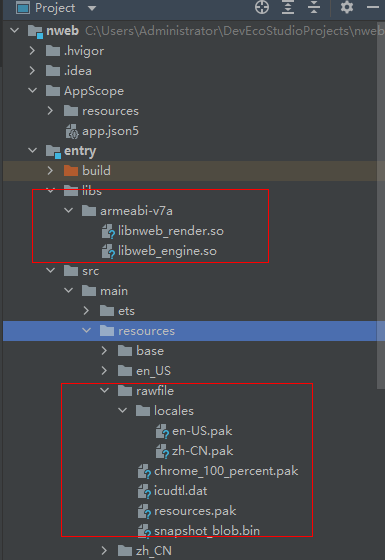 Project
nweb C:\Users\Administrator\DevEcoStudioProjects\nweb
.hvigor
.idea
AppScope
resources
app.json5
entry
build
libs
armeabi-v7a
libnweb_render.so
libweb_engine.so
src
main
ets
resources
base
en_US
rawfile
locales
en-US.pak
zh-CN.pak
chrome_100_percent.pak
icudtl.dat
resources.pak
snapshot_blob.bin
zh_CN